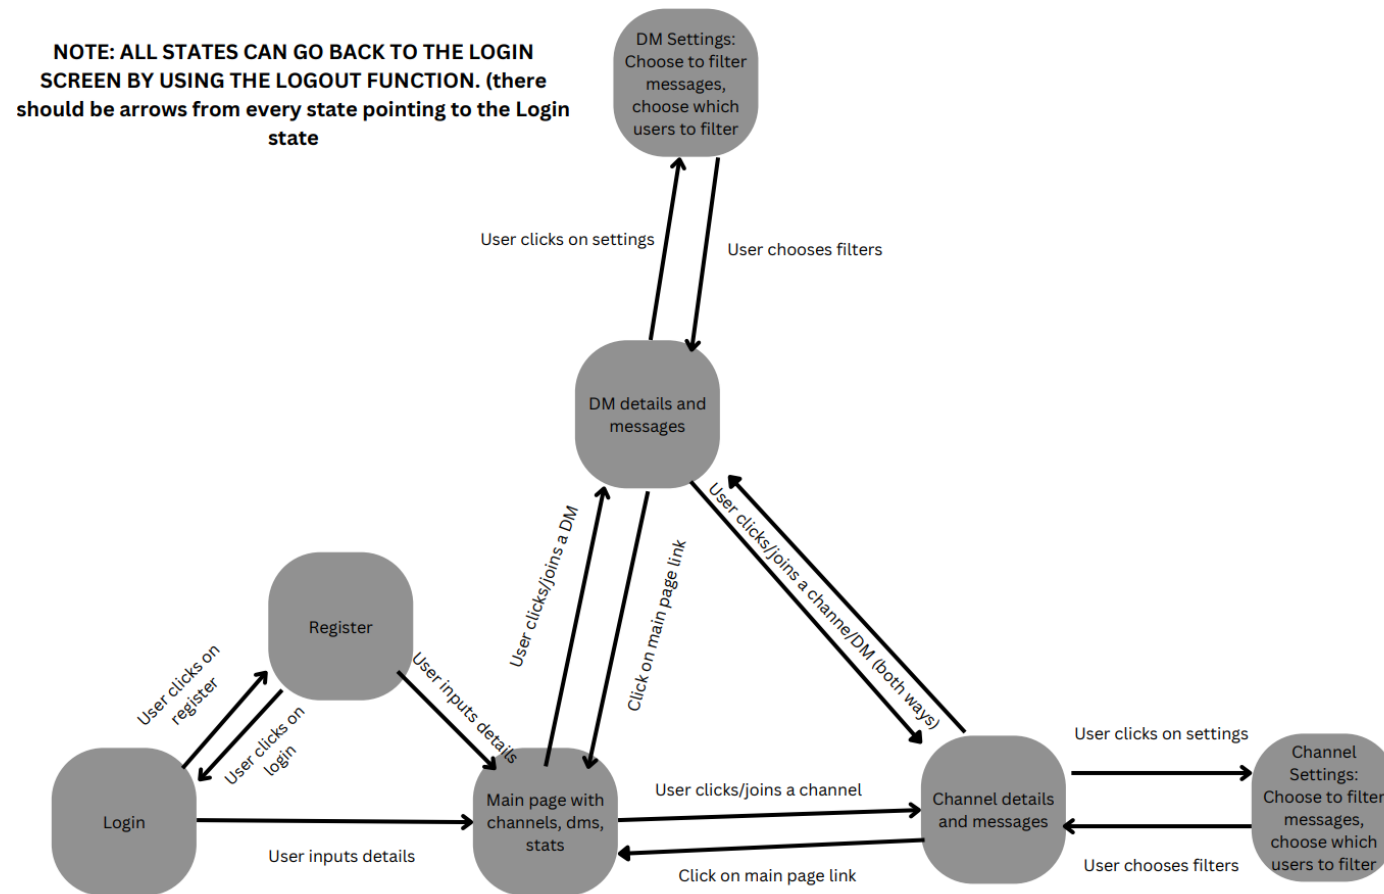 NOTE: ALL STATES CAN GO BACK TO THE LOGIN
SCREEN BY USING THE LOGOUT FUNCTION. (there
should be arrows from every state pointing to the Login
state
DM Settings:
Choose to filter
messages,
choose which
users to filter
User clicks on settings
User chooses filters
DM details and
messages
User clicks/joins a DM
Click on main page link
User clicks/joins a channe/DM (both ways)
Register
User clicks on
register
User clicks on
login
User inputs details
Login
User inputs details
Main page with
channels, dms,
stats
User clicks/joins a channel
Click on main page link
Channel details
and messages
User clicks on settings
User chooses filters
Channel
Settings:
Choose to filter
messages,
choose which
users to filter